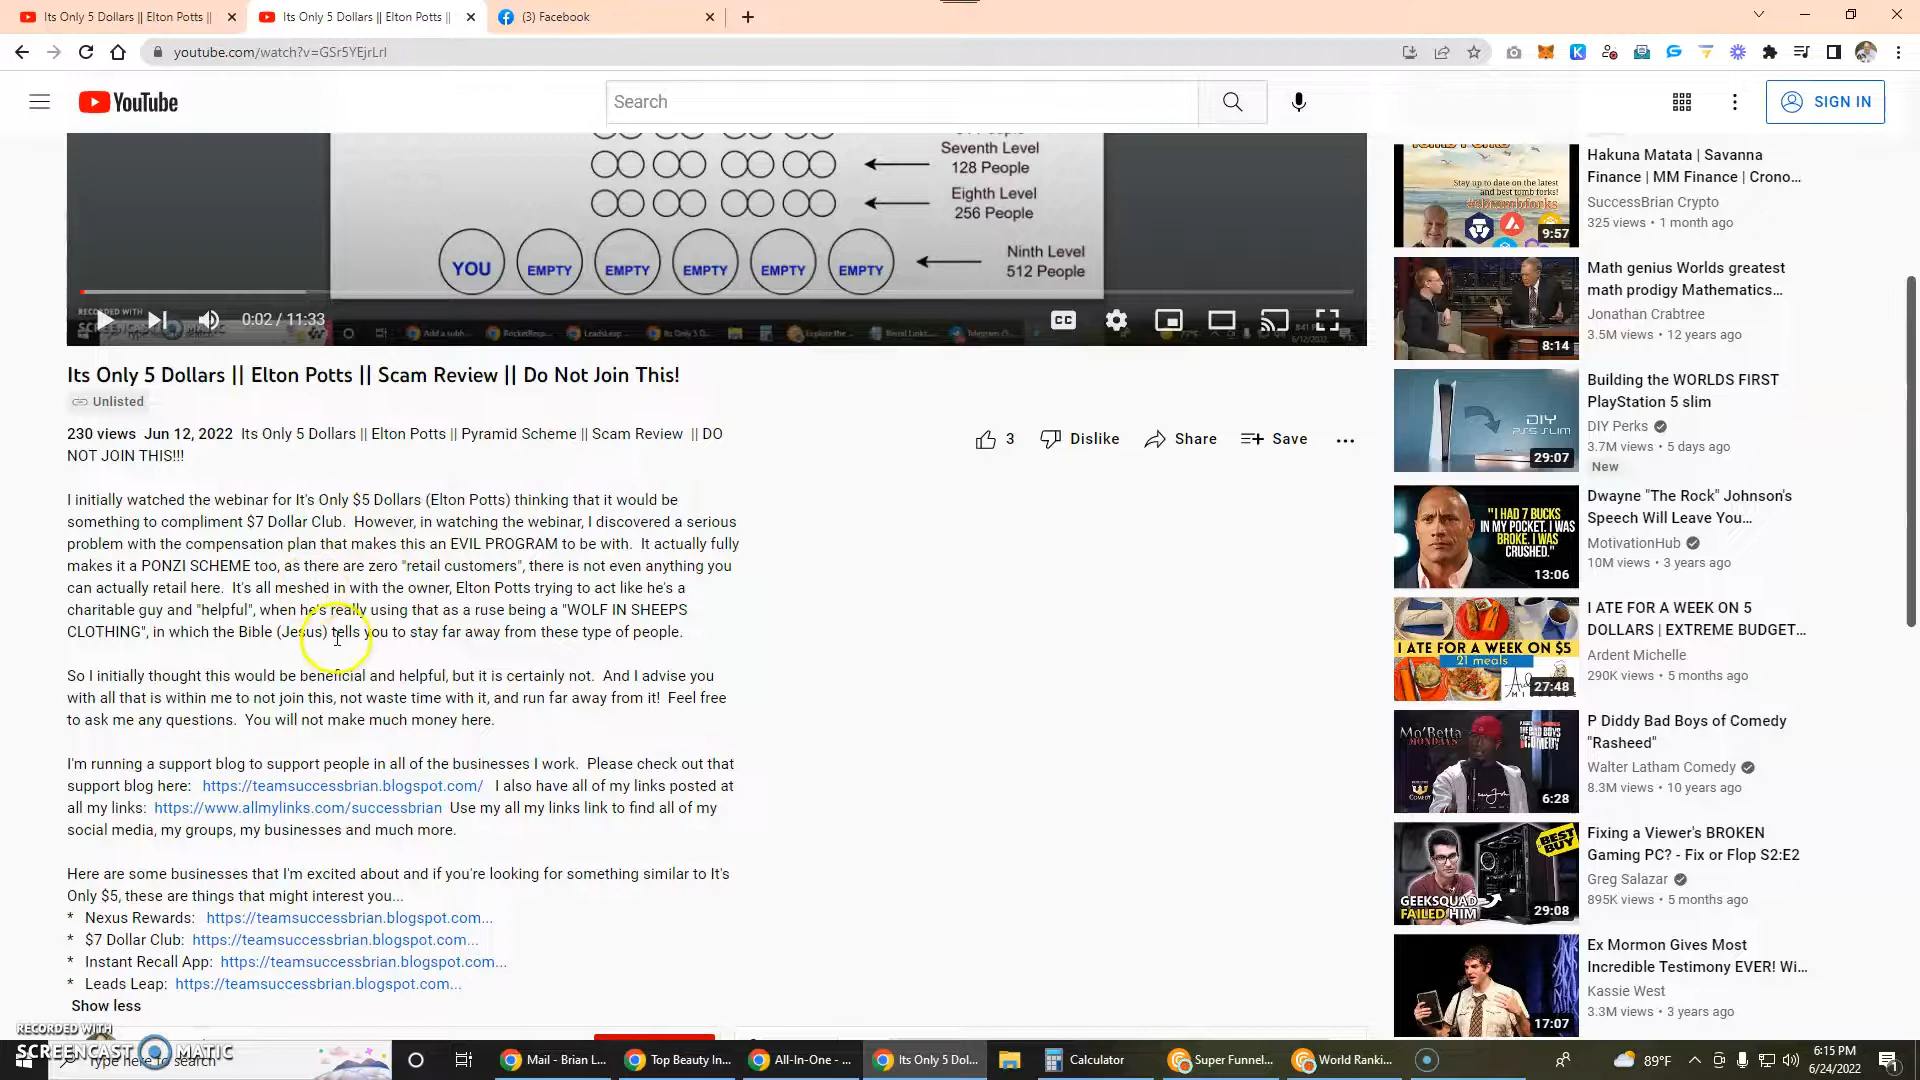 Its Only 5 Dollars || Elton Potts ||
Its Only 5 Dollars || Elton Potts ||
(3) Facebook
youtube.com/watch?v=GSr5YEjrLrI
YouTube
Search
SIGN IN
Seventh Level
128 People
Eighth Level
256 People
YOU
EMPTY
EMPTY
EMPTY
EMPTY
EMPTY
Ninth Level
512 People
RECORDED WITH
0:02 / 11:33
CC
Its Only 5 Dollars || Elton Potts || Scam Review || Do Not Join This!
Unlisted
230 views Jun 12, 2022 Its Only 5 Dollars || Elton Potts || Pyramid Scheme || Scam Review || DO
NOT JOIN THIS!!!
3
Dislike
Share
Save
I initially watched the webinar for It's Only $5 Dollars (Elton Potts) thinking that it would be
something to compliment $7 Dollar Club. However, in watching the webinar, I discovered a serious
problem with the compensation plan that makes this an EVIL PROGRAM to be with. It actually fully
makes it a PONZI SCHEME too, as there are zero "retail customers", there is not even anything you
can actually retail here. It's all meshed in with the owner, Elton Potts trying to act like he's a
charitable guy and "helpful", when he's really using that as a ruse being a "WOLF IN SHEEPS
CLOTHING", in which the Bible (Jesus) tells you to stay far away from these type of people.
So I initially thought this would be beneficial and helpful, but it is certainly not. And I advise you
with all that is within me to not join this, not waste time with it, and run far away from it! Feel free
to ask me any questions. You will not make much money here.
I'm running a support blog to support people in all of the businesses I work. Please check out that
support blog here: https://teamsuccessbrian.blogspot.com/ I also have all of my links posted at
all my links: https://www.allmylinks.com/successbrian Use my all my links link to find all of my
social media, my groups, my businesses and much more.
Here are some businesses that I'm excited about and if you're looking for something similar to It's
Only $5, these are things that might interest you...
* Nexus Rewards: https://teamsuccessbrian.blogspot.com...
* $7 Dollar Club: https://teamsuccessbrian.blogspot.com...
* Instant Recall App: https://teamsuccessbrian.blogspot.com...
* Leads Leap: https://teamsuccessbrian.blogspot.com...
Show less
Stay up to date on the latest
and best tomb forks!
9:57
Hakuna Matata | Savanna
Finance | MM Finance | Crono...
SuccessBrian Crypto
325 views • 1 month ago
8:14
Math genius Worlds greatest
math prodigy Mathematics...
Jonathan Crabtree
3.5M views • 12 years ago
DIY
PS5 SLIM
29:07
Building the WORLDS FIRST
PlayStation 5 slim
DIY Perks
3.7M views • 5 days ago
New
"I HAD 7 BUCKS
IN MY POCKET. I WAS
BROKE. I WAS
CRUSHED."
13:06
Dwayne "The Rock" Johnson's
Speech Will Leave You...
MotivationHub
10M views • 3 years ago
I ATE FOR A WEEK ON $5
21 meals
27:48
I ATE FOR A WEEK ON 5
DOLLARS | EXTREME BUDGET...
Ardent Michelle
290K views • 5 months ago
Mo'Betta
MONDAYS
6:28
P Diddy Bad Boys of Comedy
"Rasheed"
Walter Latham Comedy
8.3M views • 10 years ago
BEST
BUY
GEEKSQUAD
FAILED HIM
29:08
Fixing a Viewer's BROKEN
Gaming PC? - Fix or Flop S2:E2
Greg Salazar
895K views • 5 months ago
17:07
Ex Mormon Gives Most
Incredible Testimony EVER! Wi...
Kassie West
3.3M views • 3 years ago
RECORDED WITH
SCREENCAST MATIC
Type here to search
Mail - Brian L...
Top Beauty In...
All-In-One - ...
Its Only 5 Dol...
Calculator
Super Funnel...
World Ranki...
89°F
6:15 PM
6/24/2022
1